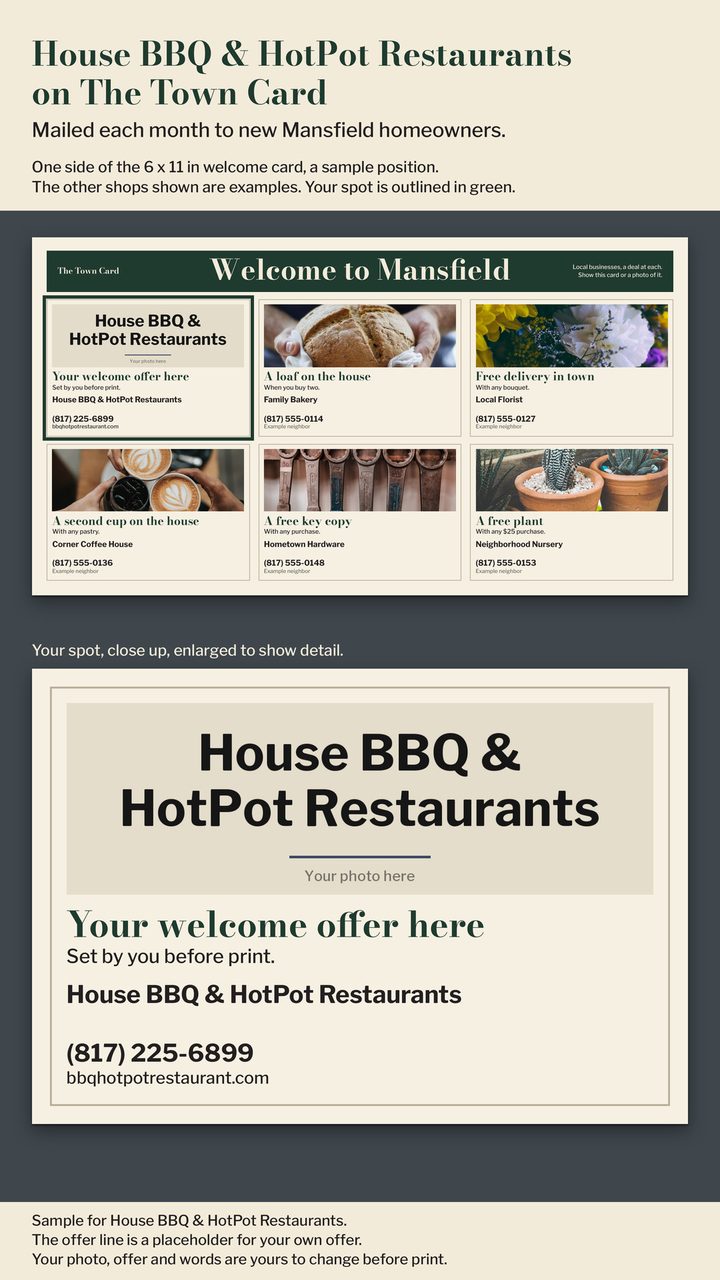 House BBQ & HotPot Restaurants
on The Town Card
Mailed each month to new Mansfield homeowners.
One side of the 6 x 11 in welcome card, a sample position.
The other shops shown are examples. Your spot is outlined in green.
The Town Card
Welcome to Mansfield
Local businesses, a deal at each.
Show this card or a photo of it.
House BBQ &
HotPot Restaurants
Your photo here
Your welcome offer here
Set by you before print.
House BBQ & HotPot Restaurants
(817) 225-6899
bbqhotpotrestaurant.com
A loaf on the house
When you buy two.
Family Bakery
(817) 555-0114
Example neighbor
Free delivery in town
With any bouquet.
Local Florist
(817) 555-0127
Example neighbor
A second cup on the house
With any pastry.
Corner Coffee House
(817) 555-0136
Example neighbor
A free key copy
With any purchase.
Hometown Hardware
(817) 555-0148
Example neighbor
A free plant
With any $25 purchase.
Neighborhood Nursery
(817) 555-0153
Example neighbor
Your spot, close up, enlarged to show detail.
House BBQ &
HotPot Restaurants
Your photo here
Your welcome offer here
Set by you before print.
House BBQ & HotPot Restaurants
(817) 225-6899
bbqhotpotrestaurant.com
Sample for House BBQ & HotPot Restaurants.
The offer line is a placeholder for your own offer.
Your photo, offer and words are yours to change before print.